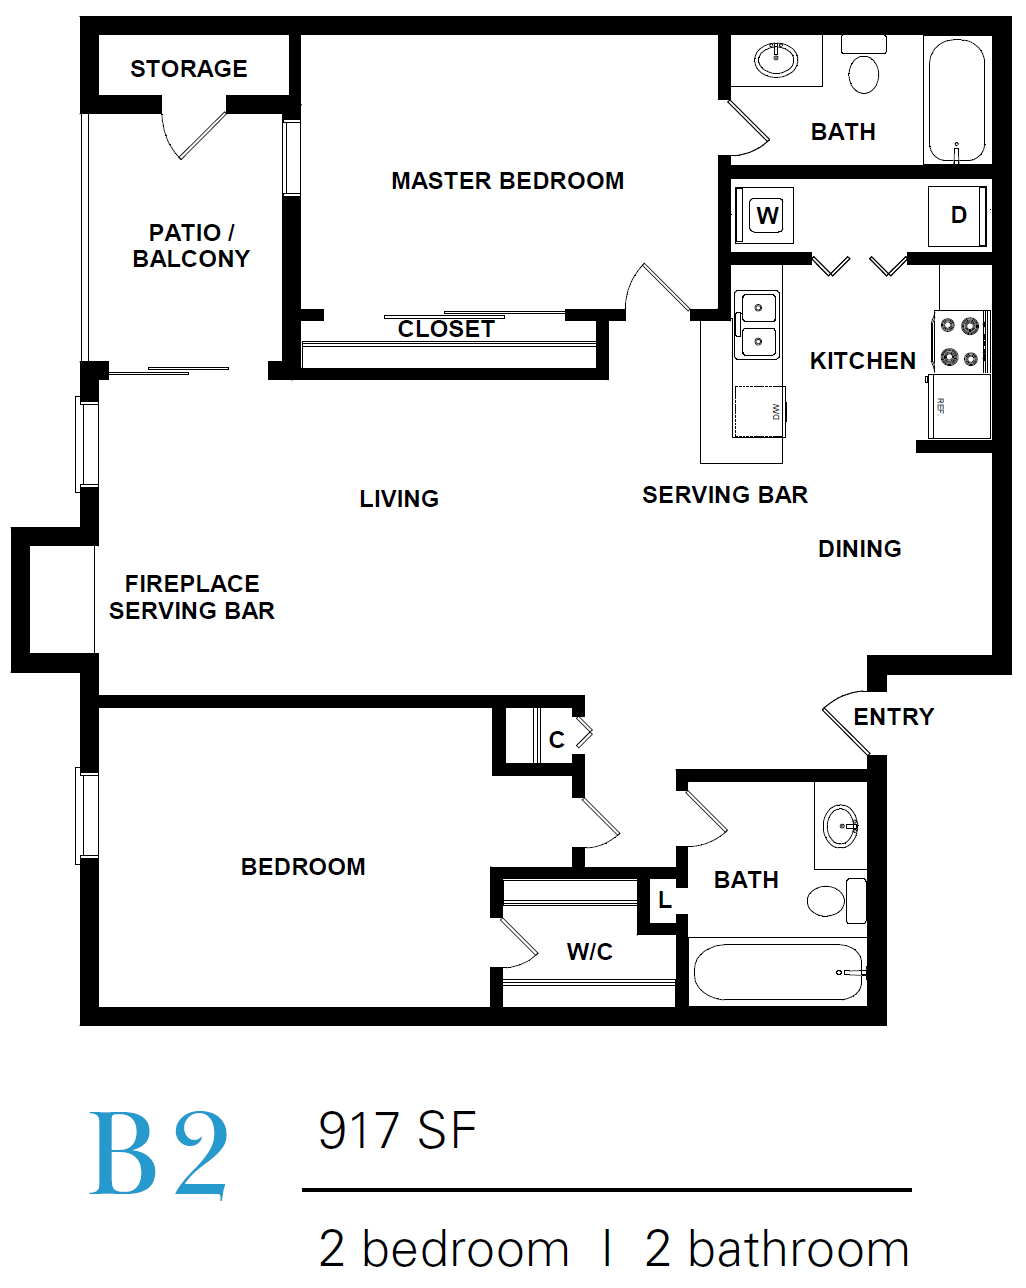 STORAGE
BATH
MASTER BEDROOM
W
D
PATIO /
BALCONY
CLOSET
KITCHEN
REF.
D/W
LIVING
SERVING BAR
DINING
FIREPLACE
SERVING BAR
ENTRY
C
BEDROOM
BATH
L
W/C
B2
917 SF
2 bedroom | 2 bathroom